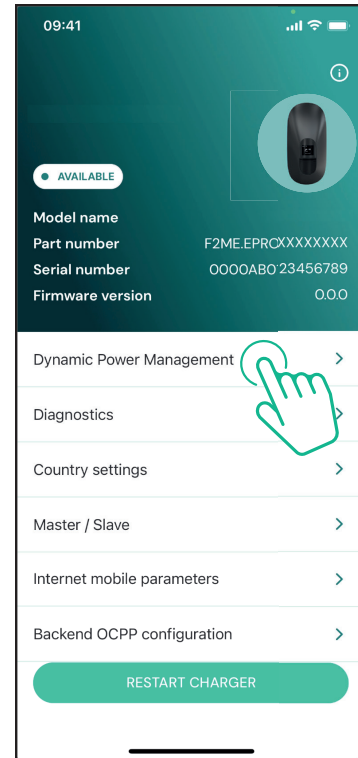 09:41
AVAILABLE
Model name
Part number F2ME.EPROXXXXXXXX
Serial number 0000AB0123456789
Firmware version 0.0.0
Dynamic Power Management
Diagnostics
Country settings
Master / Slave
Internet mobile parameters
Backend OCPP configuration
RESTART CHARGER